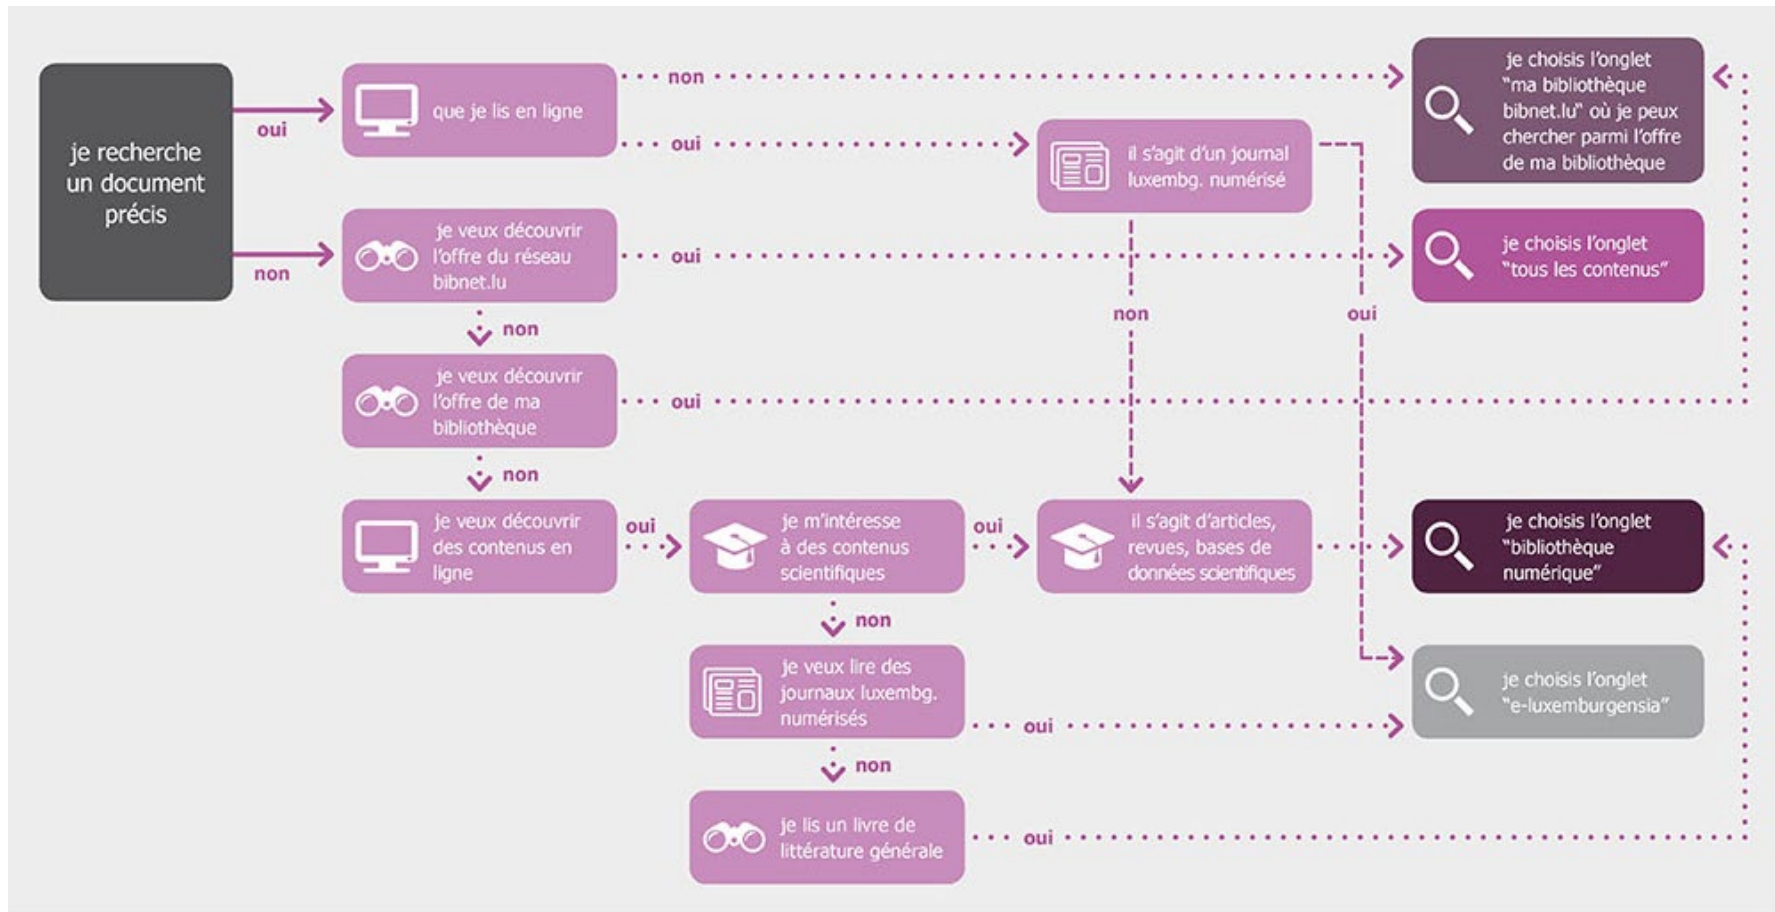 je recherche
un document
précis
oui
non
que je lis en ligne
non
oui
je veux découvrir
l'offre du réseau
bibnet.lu
oui
non
je veux découvrir
l'offre de ma
bibliothèque
oui
non
je veux découvrir
des contenus en
ligne
oui
je m'intéresse
à des contenus
scientifiques
oui
non
je veux lire des
journaux luxembg.
numérisés
oui
non
je lis un livre de
littérature générale
oui
il s'agit d'un journal
luxembg. numérisé
non
oui
il s'agit d'articles,
revues, bases de
données scientifiques
je choisis l'onglet
"ma bibliothèque
bibnet.lu" où je peux
chercher parmi l'offre
de ma bibliothèque
je choisis l'onglet
"tous les contenus"
je choisis l'onglet
"bibliothèque
numérique"
je choisis l'onglet
"e-luxemburgensia"